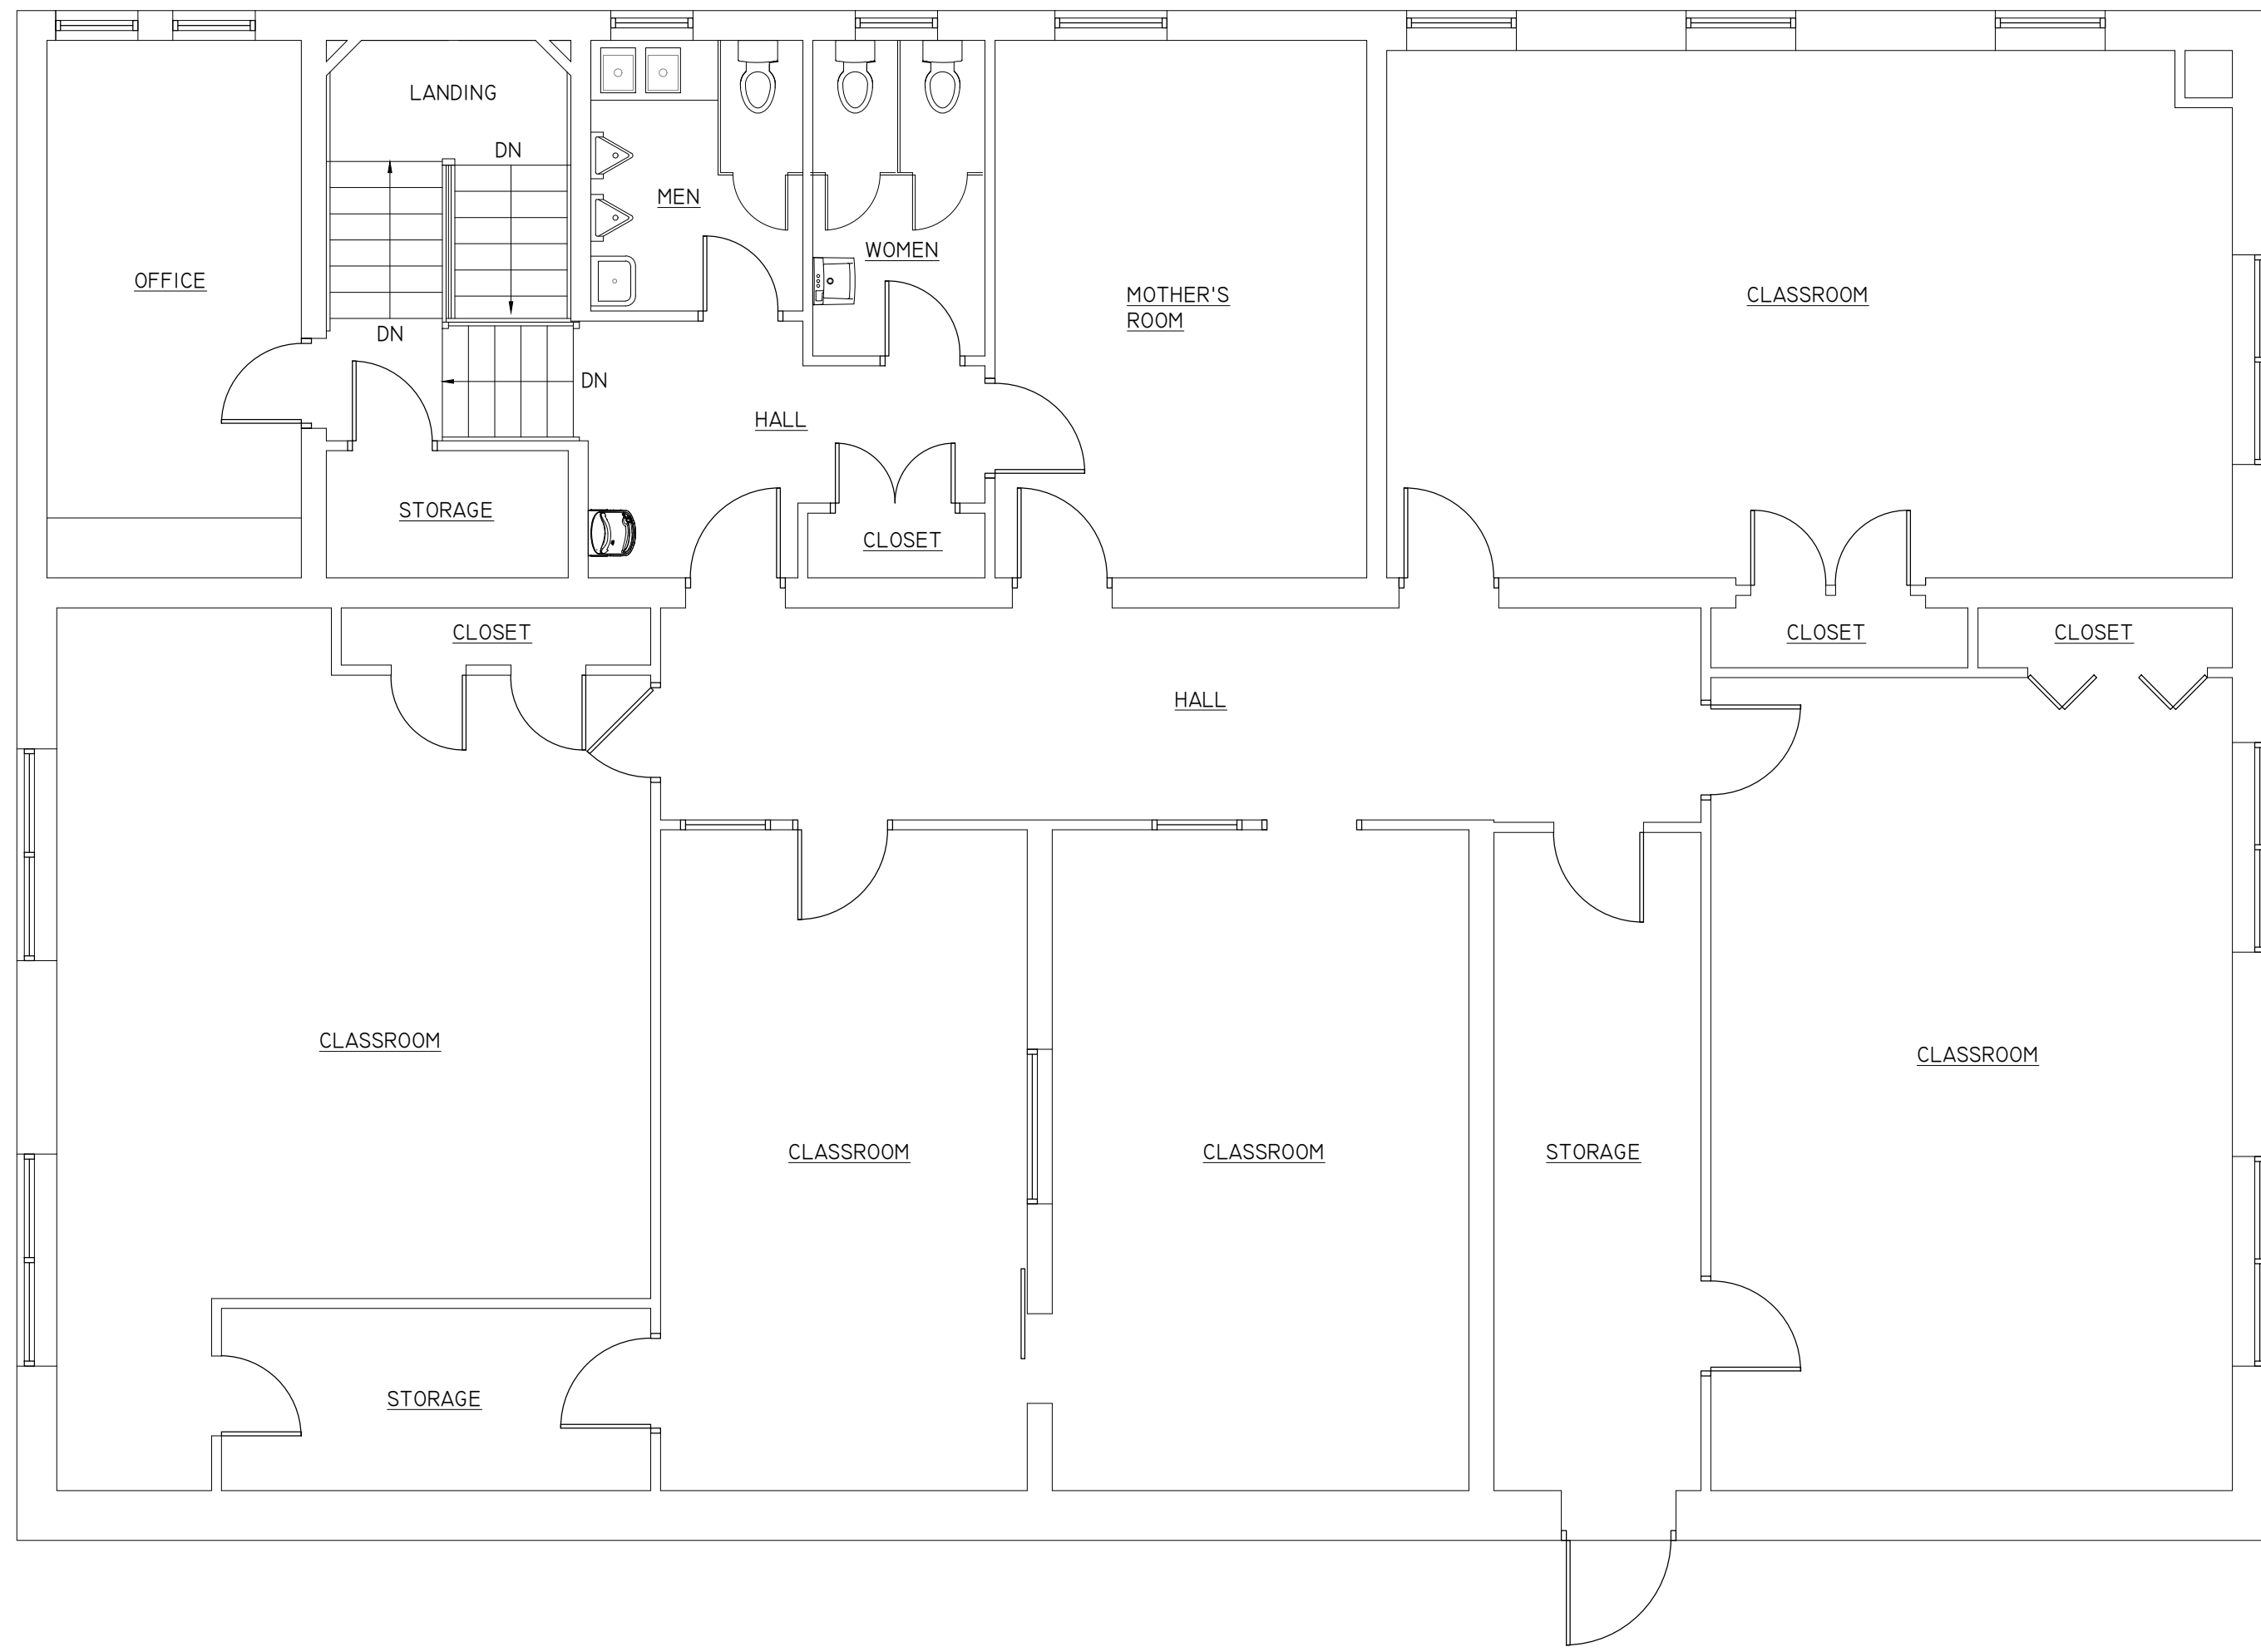 LANDING
DN
MEN
WOMEN
OFFICE
MOTHER'S
ROOM
CLASSROOM
DN
DN
HALL
STORAGE
CLOSET
CLOSET
CLOSET
CLOSET
HALL
CLASSROOM
CLASSROOM
CLASSROOM
CLASSROOM
STORAGE
STORAGE